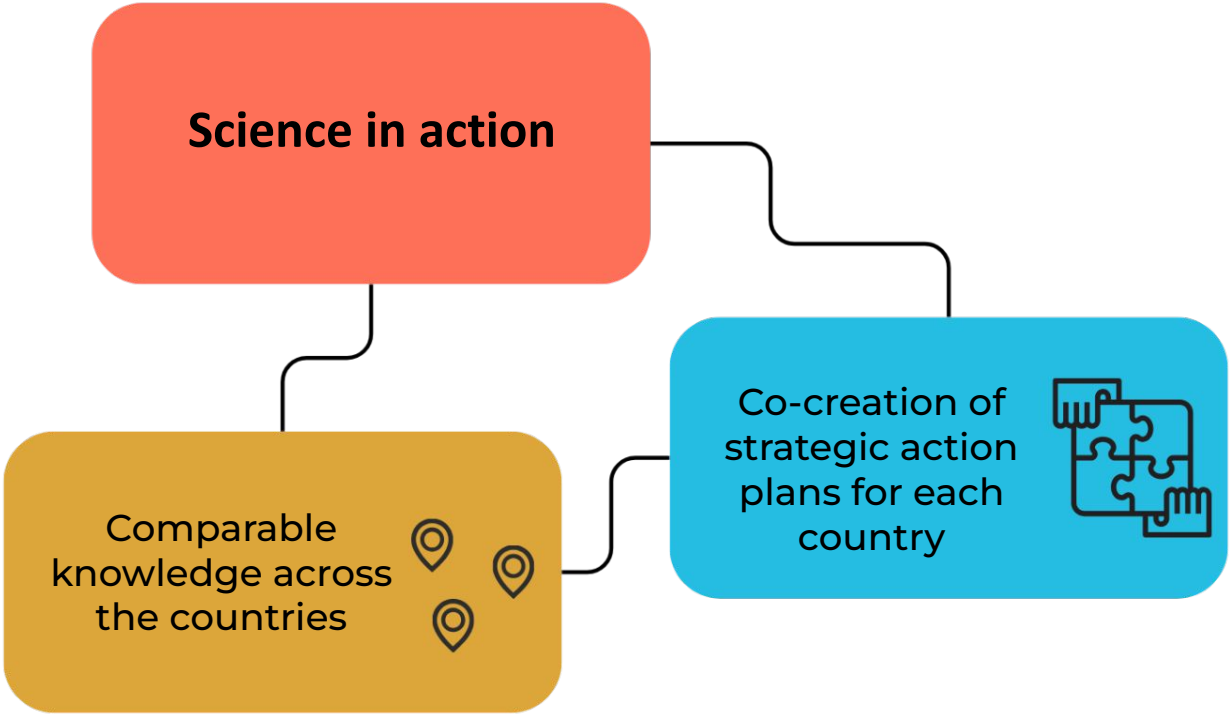 Science in action
Co-creation of
strategic action
plans for each
country
Comparable
knowledge across
the countries